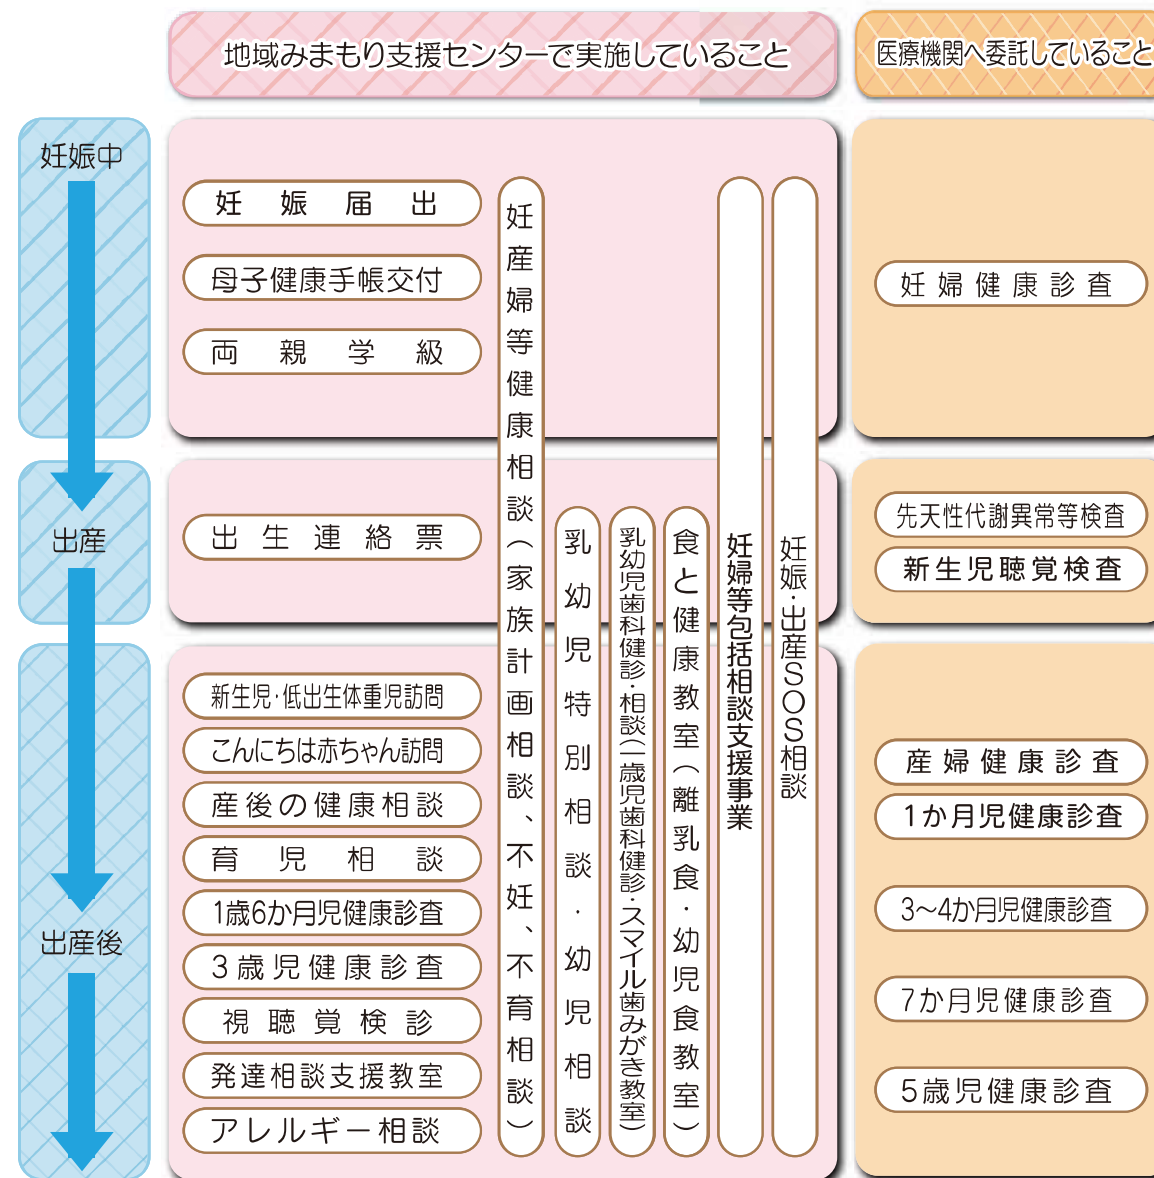 地域みまもり支援センターで実施していること
医療機関へ委託していること
妊娠中
妊娠届出
母子健康手帳交付
両親学級
妊婦健康診査
出産
出生連絡票
先天性代謝異常等検査
新生児聴覚検査
出産後
新生児・低出生体重児訪問
こんにちは赤ちゃん訪問
産後の健康相談
育児相談
1歳6か月児健康診査
3歳児健康診査
視聴覚検診
発達相談支援教室
アレルギー相談
妊産婦等健康相談（家族計画相談、不妊、不育相談）
乳幼児特別相談・幼児相談
乳幼児歯科健診・相談（一歳児歯科健診・スマイル歯みがき教室）
食と健康教室（離乳食・幼児食教室）
妊婦等包括相談支援事業
妊娠・出産SOS相談
産婦健康診査
1か月児健康診査
3〜4か月児健康診査
7か月児健康診査
5歳児健康診査